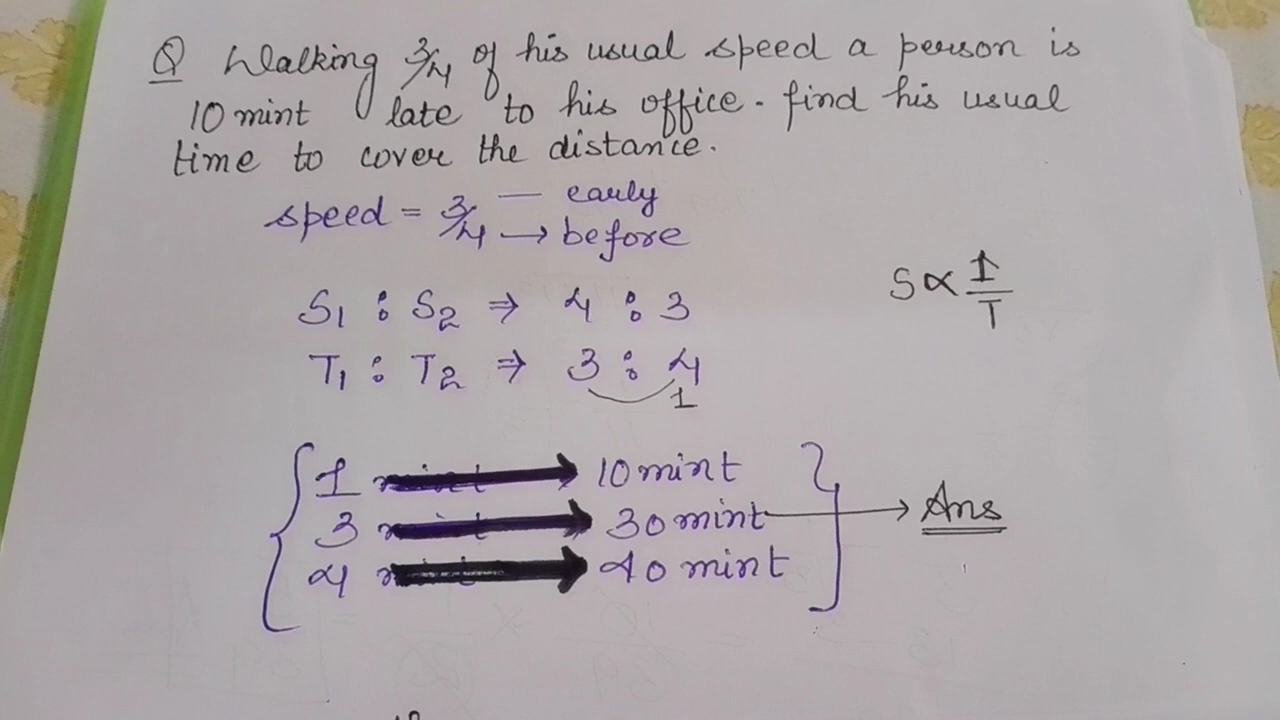 Q Walking 3/4 of his usual speed a person is
10 mint late to his office. find his usual
time to cover the distance.
speed = 3/4 — early
→ before
S1 : S2 ⇒ 4 : 3
S ∝ 1/T
T1 : T2 ⇒ 3 : 4
1
1 → 10 mint
3 → 30 mint → Ans
4 → 40 mint